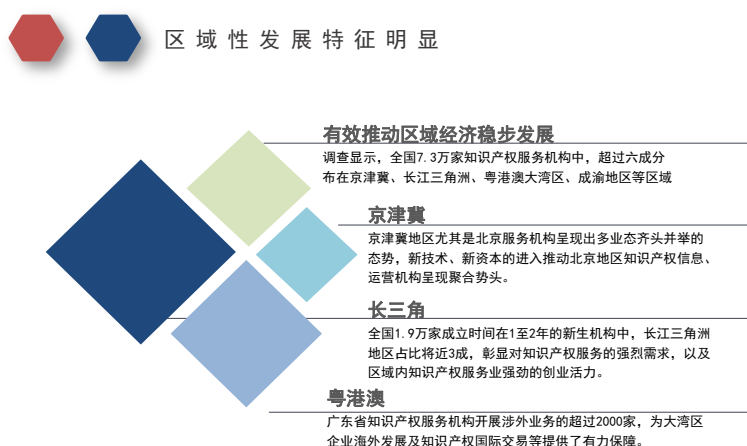 区域性发展特征明显
有效推动区域经济稳步发展
调查显示，全国7.3万家知识产权服务机构中，超过六成分
布在京津冀、长江三角洲、粤港澳大湾区、成渝地区等区域
京津冀
京津冀地区尤其是北京服务机构呈现出多业态齐头并举的
态势，新技术、新资本的进入推动北京地区知识产权信息、
运营机构呈现聚合势头。
长三角
全国1.9万家成立时间在1至2年的新生机构中，长江三角洲
地区占比将近3成，彰显对知识产权服务的强烈需求，以及
区域内知识产权服务业强劲的创业活力。
粤港澳
广东省知识产权服务机构开展涉外业务的超过2000家，为大湾区
企业海外发展及知识产权国际交易等提供了有力保障。